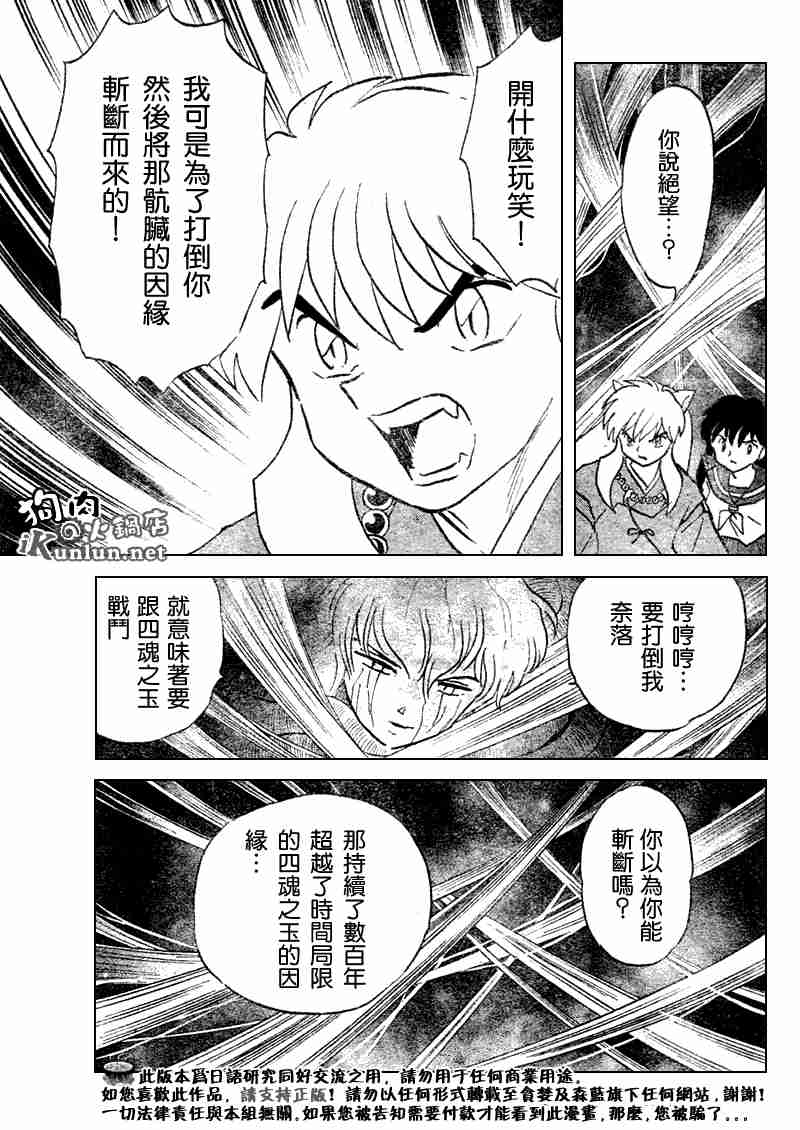 你說絕望…?
開什麼玩笑!
我可是為了打倒你
然後將那骯臟的因緣
斬斷而來的!
哼哼哼…
要打倒我
奈落
就意味著要
跟四魂之玉
戰鬥
你以為你能
斬斷嗎?
那持續了數百年
超越了時間局限
的四魂之玉的因
緣…
狗肉の火鍋店
iKunlun.net
此版本爲日語研究同好交流之用，請勿用于任何商業用途。
如您喜歡此作品，請支持正版！請勿以任何形式轉載至貪婪及森藍旗下任何網站，謝謝！
一切法律責任與本組無關。如果您被告知需要付款才能看到此漫畫，那麼，您被騙了...